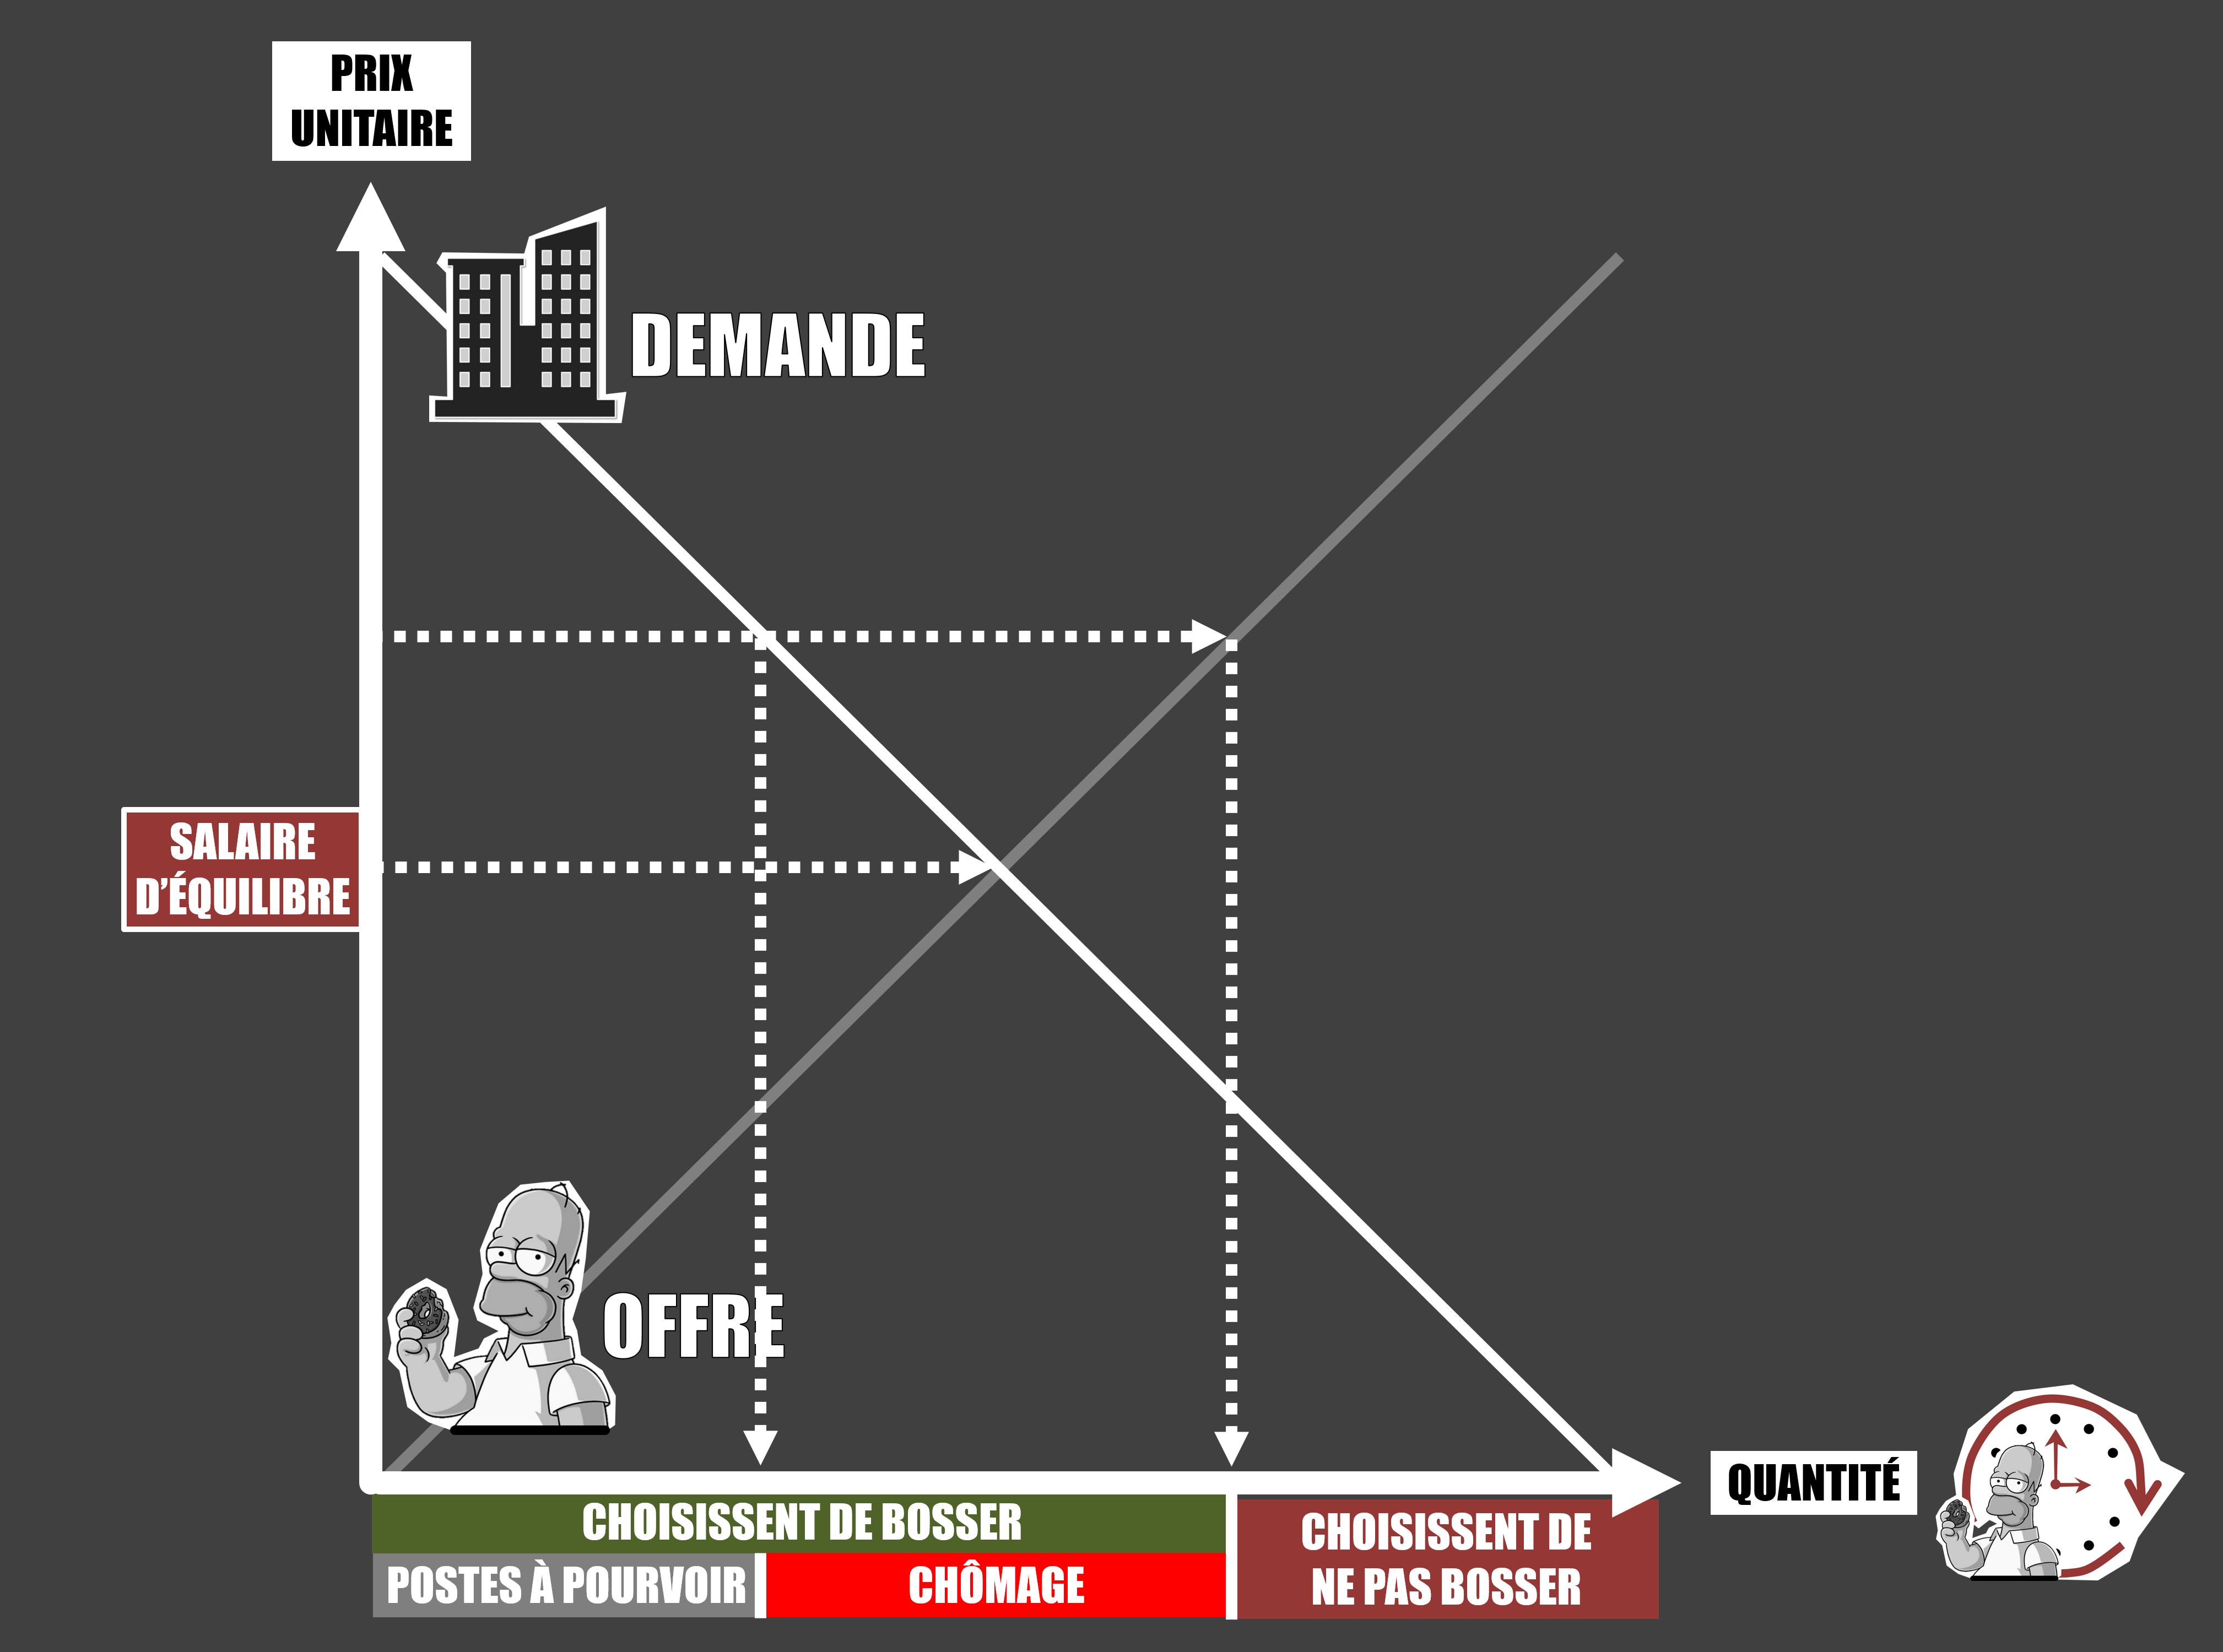 PRIX
UNITAIRE
DEMANDE
SALAIRE
D'ÉQUILIBRE
OFFRE
QUANTITÉ
CHOISISSENT DE BOSSER
CHOISISSENT DE
NE PAS BOSSER
POSTES À POURVOIR
CHÔMAGE